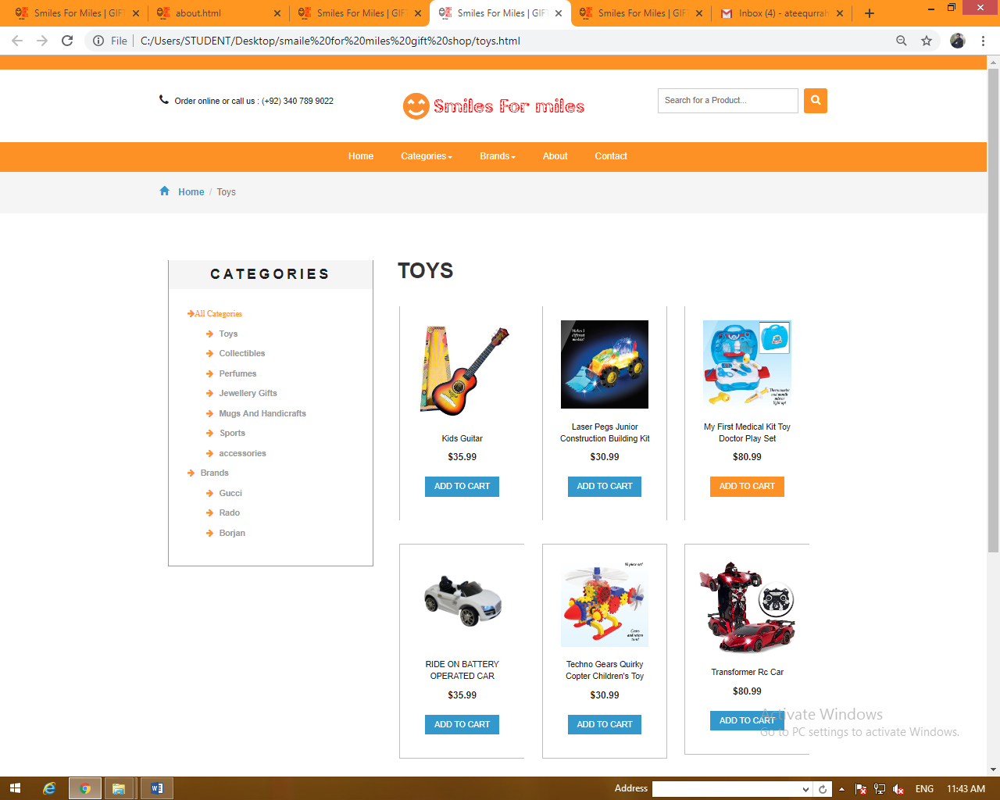 Smiles For Miles | GIFT
about.html
Smiles For Miles | GIFT
Smiles For Miles | GIFT
Smiles For Miles | GIFT
Inbox (4) - ateequrrah
File
C:/Users/STUDENT/Desktop/smaile%20for%20miles%20gift%20shop/toys.html
Order online or call us : (+92) 340 789 9022
Smiles For miles
Search for a Product...
Home Categories Brands About Contact
Home / Toys
CATEGORIES
All Categories
Toys
Collectibles
Perfumes
Jewellery Gifts
Mugs And Handicrafts
Sports
accessories
Brands
Gucci
Rado
Borjan
TOYS
Kids Guitar
$35.99
ADD TO CART
Makes 3
different
models!
Laser Pegs Junior
Construction Building Kit
$30.99
ADD TO CART
Thermometer
and mouth
mirror
light up!
My First Medical Kit Toy
Doctor Play Set
$80.99
ADD TO CART
RIDE ON BATTERY
OPERATED CAR
$35.99
ADD TO CART
piece set!
Gears
and rotors
turn!
Techno Gears Quirky
Copter Children's Toy
$30.99
ADD TO CART
Transformer Rc Car
$80.99
ADD TO CART
Activate Windows
Go to PC settings to activate Windows.
Address
ENG
11:43 AM